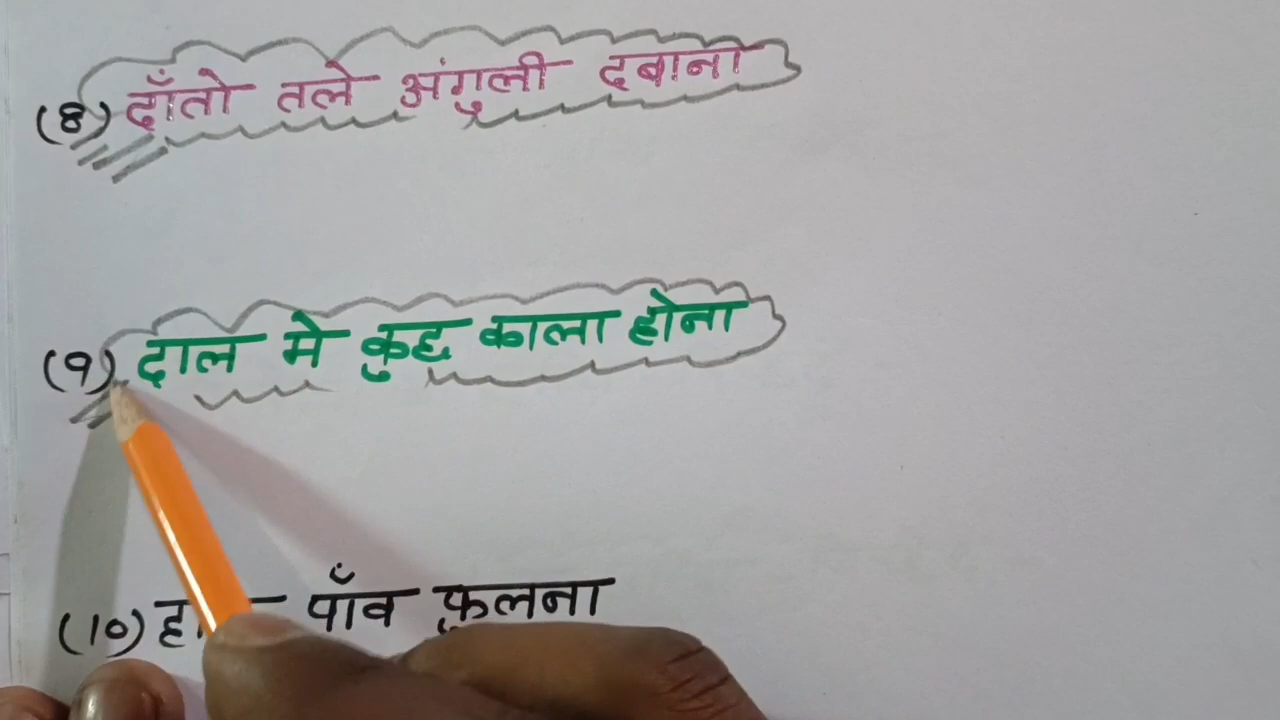 (8) दाँतो तले अंगुली दबाना
(9) दाल मे कुछ काला होना
(10) पाँव फुलना